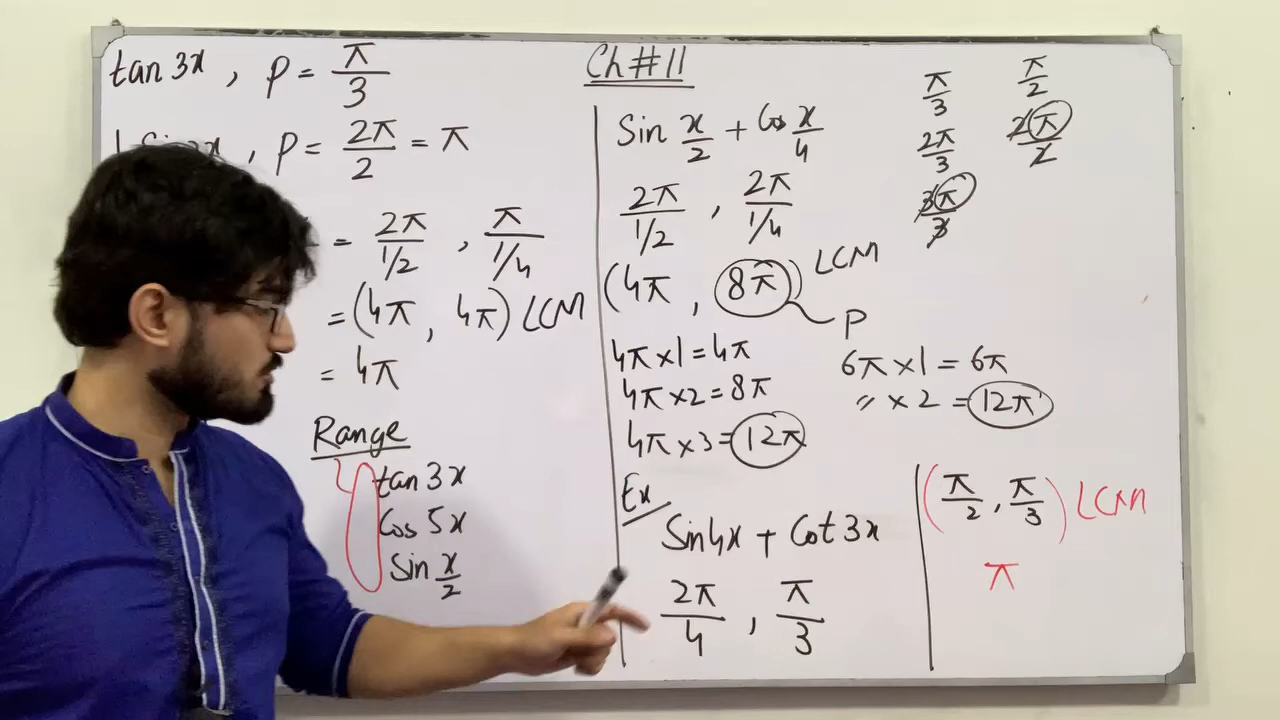 tan 3x , P = π/3
Sin 2x , P = 2π/2 = π
= 2π/1/2 , π/1/4
= (4π , 4π) LCM
= 4π
Range
tan 3x
Cos 5x
Sin x/2
Ch#11
Sin x/2 + Cos x/4
2π/1/2 , 2π/1/4
(4π , 8π) LCM
P
4π×1 = 4π
4π×2 = 8π
4π×3 = 12π
6π×1 = 6π
〃 ×2 = 12π
Ex
Sin4x + Cot 3x
2π/4 , π/3
π/3
2π/3
3π/3
π/2
2π/2
(π/2 , π/3) LCM
π